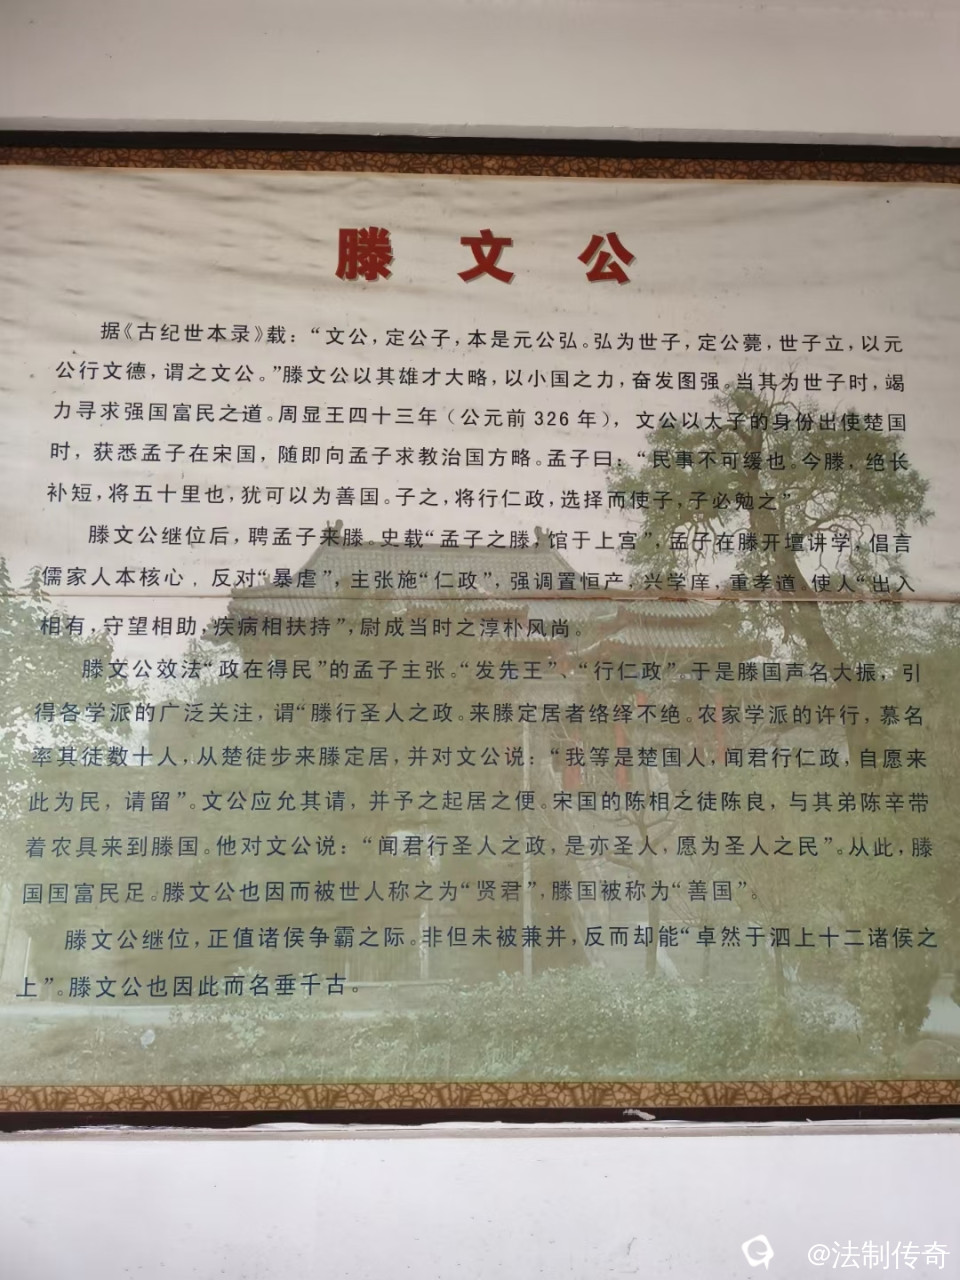 滕文公
据《古纪世本录》载：“文公，定公子，本是元公弘。弘为世子，定公薨，世子立，以元
公行文德，谓之文公。”滕文公以其雄才大略，以小国之力，奋发图强。当其为世子时，竭
力寻求强国富民之道。周显王四十三年（公元前326年），文公以太子的身份出使楚国
时，获悉孟子在宋国，随即向孟子求教治国方略。孟子曰：“民事不可缓也。今滕，绝长
补短，将五十里也，犹可以为善国。子之，将行仁政，选择而使子，子必勉之”
滕文公继位后，聘孟子来滕。史载“孟子之滕，馆于上宫”，孟子在滕开坛讲学，倡言
儒家人本核心，反对“暴虐”，主张施“仁政”，强调置恒产，兴学庠，重孝道。使人“出入
相有，守望相助，疾病相扶持”，尉成当时之淳朴风尚。
滕文公效法“政在得民”的孟子主张。“发先王”、“行仁政”。于是滕国声名大振，引
得各学派的广泛关注，谓“滕行圣人之政。来滕定居者络绎不绝。农家学派的许行，慕名
率其徒数十人，从楚徒步来滕定居，并对文公说：“我等是楚国人，闻君行仁政，自愿来
此为民，请留”。文公应允其请，并予之起居之便。宋国的陈相之徒陈良，与其弟陈辛带
着农具来到滕国。他对文公说：“闻君行圣人之政，是亦圣人，愿为圣人之民”。从此，滕
国国富民足。滕文公也因而被世人称之为“贤君”，滕国被称为“善国”。
滕文公继位，正值诸侯争霸之际。非但未被兼并，反而却能“卓然于泗上十二诸侯之
上”。滕文公也因此而名垂千古。
@法制传奇